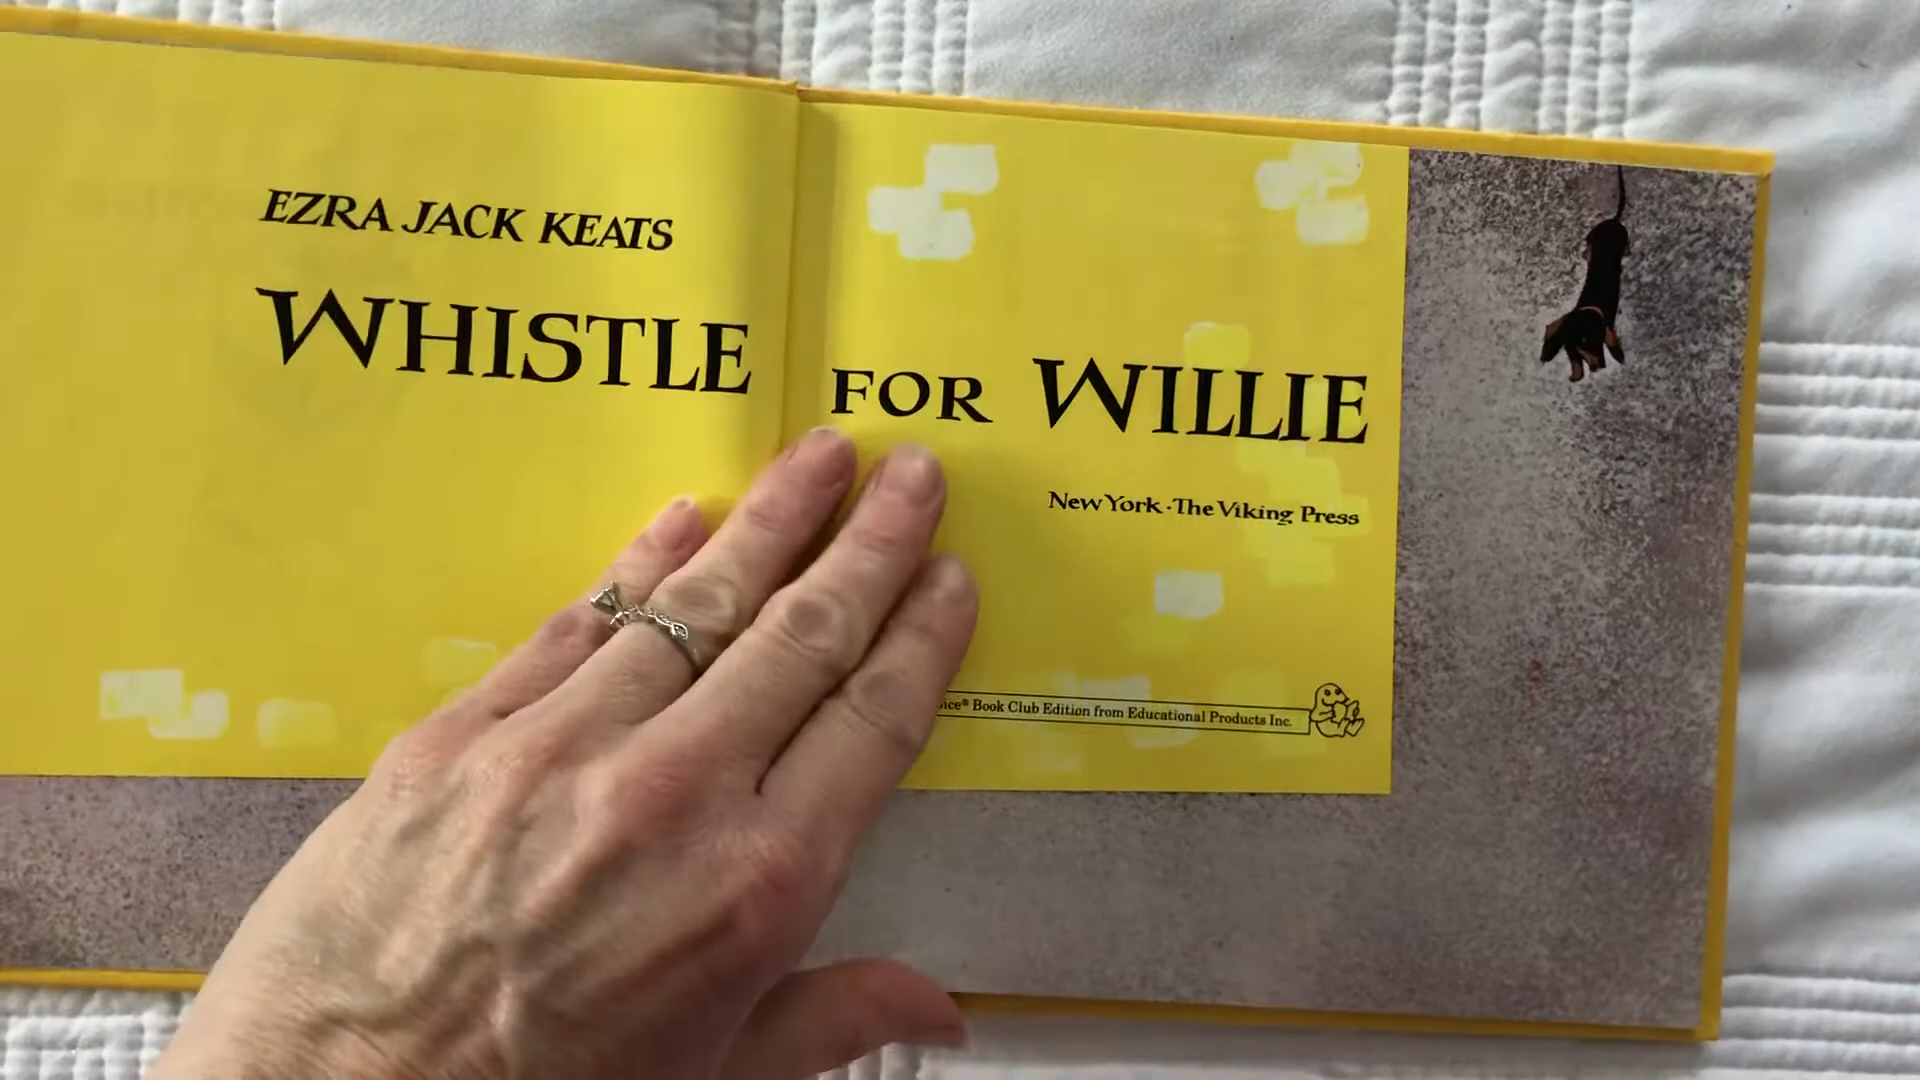 EZRA JACK KEATS
WHISTLE FOR WILLIE
New York · The Viking Press
Book Club Edition from Educational Products Inc.